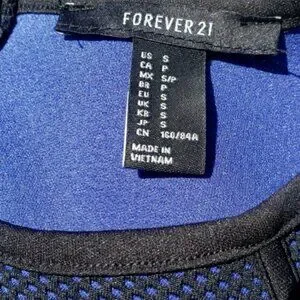 FOREVER 21
US S
CA P
MX S/P
BR P
EU S
UK S
KR S
JP S
CN 160/84A
MADE IN
VIETNAM